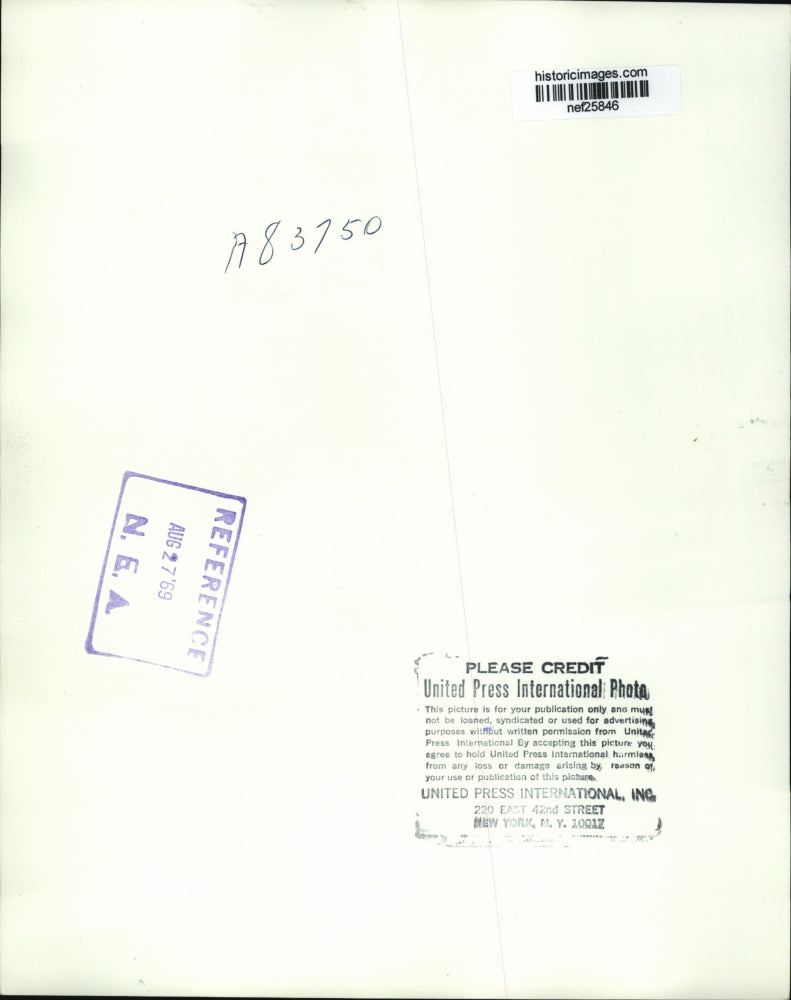 historicimages.com
nef25846
A83750
REFERENCE
AUG 27 '69
N. E. A
PLEASE CREDIT
United Press International Photo
This picture is for your publication only and must
not be loaned, syndicated or used for advertising
purposes without written permission from United
Press International By accepting this picture you
agree to hold United Press International harmless
from any loss or damage arising by reason of
your use or publication of this picture.
UNITED PRESS INTERNATIONAL, INC.
220 EAST 42nd STREET
NEW YORK, N. Y. 10017